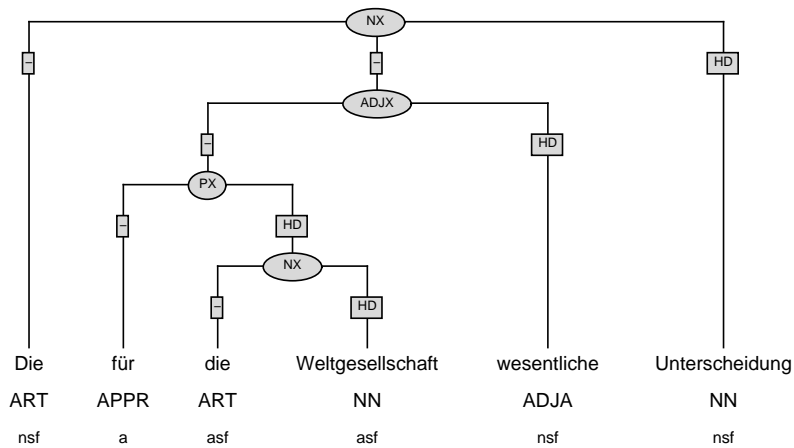 NX
– – HD
ADJX
– HD
PX
– HD
NX
– HD
Die für die Weltgesellschaft wesentliche Unterscheidung
ART APPR ART NN ADJA NN
nsf a asf asf nsf nsf